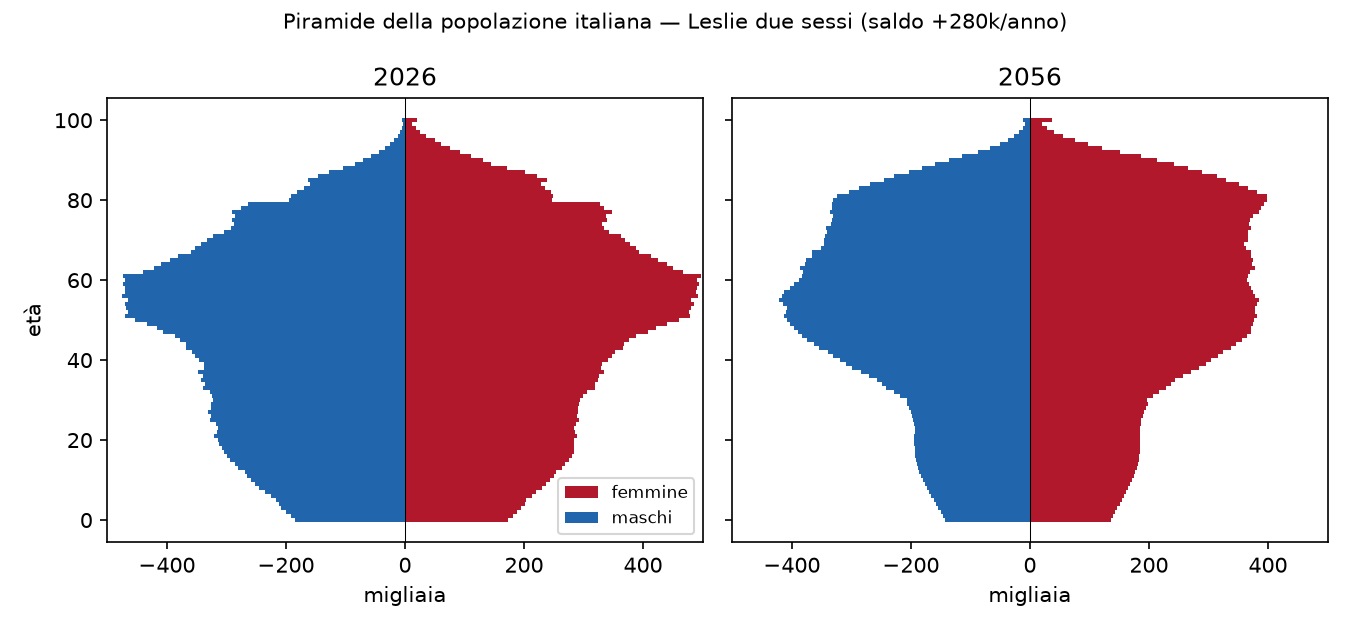 Piramide della popolazione italiana — Leslie due sessi (saldo +280k/anno)
2026
2056
età
100
80
60
40
20
0
femmine
maschi
−400 −200 0 200 400
−400 −200 0 200 400
migliaia
migliaia